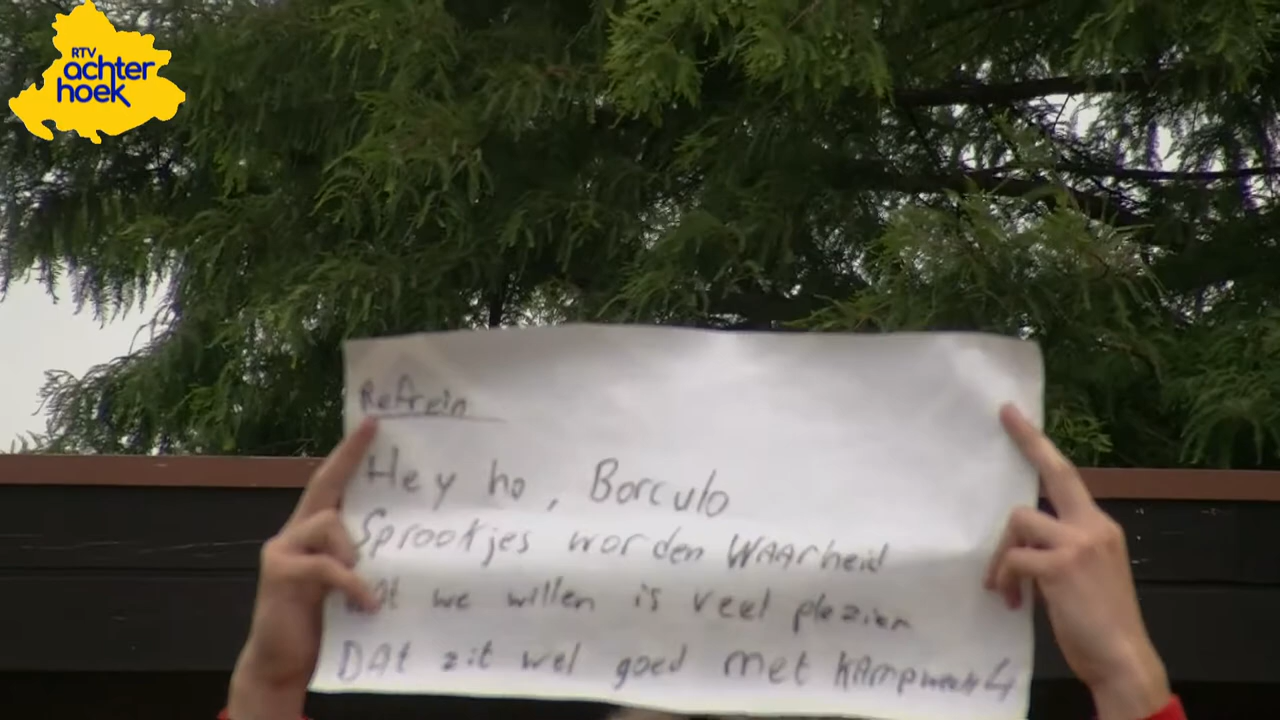 RTV
achter
hoek
Refrein
Hey ho, Borculo
Sprookjes worden WAArheid
Wat we willen is veel plezier
DAt zit wel goed met kAmpweek 4